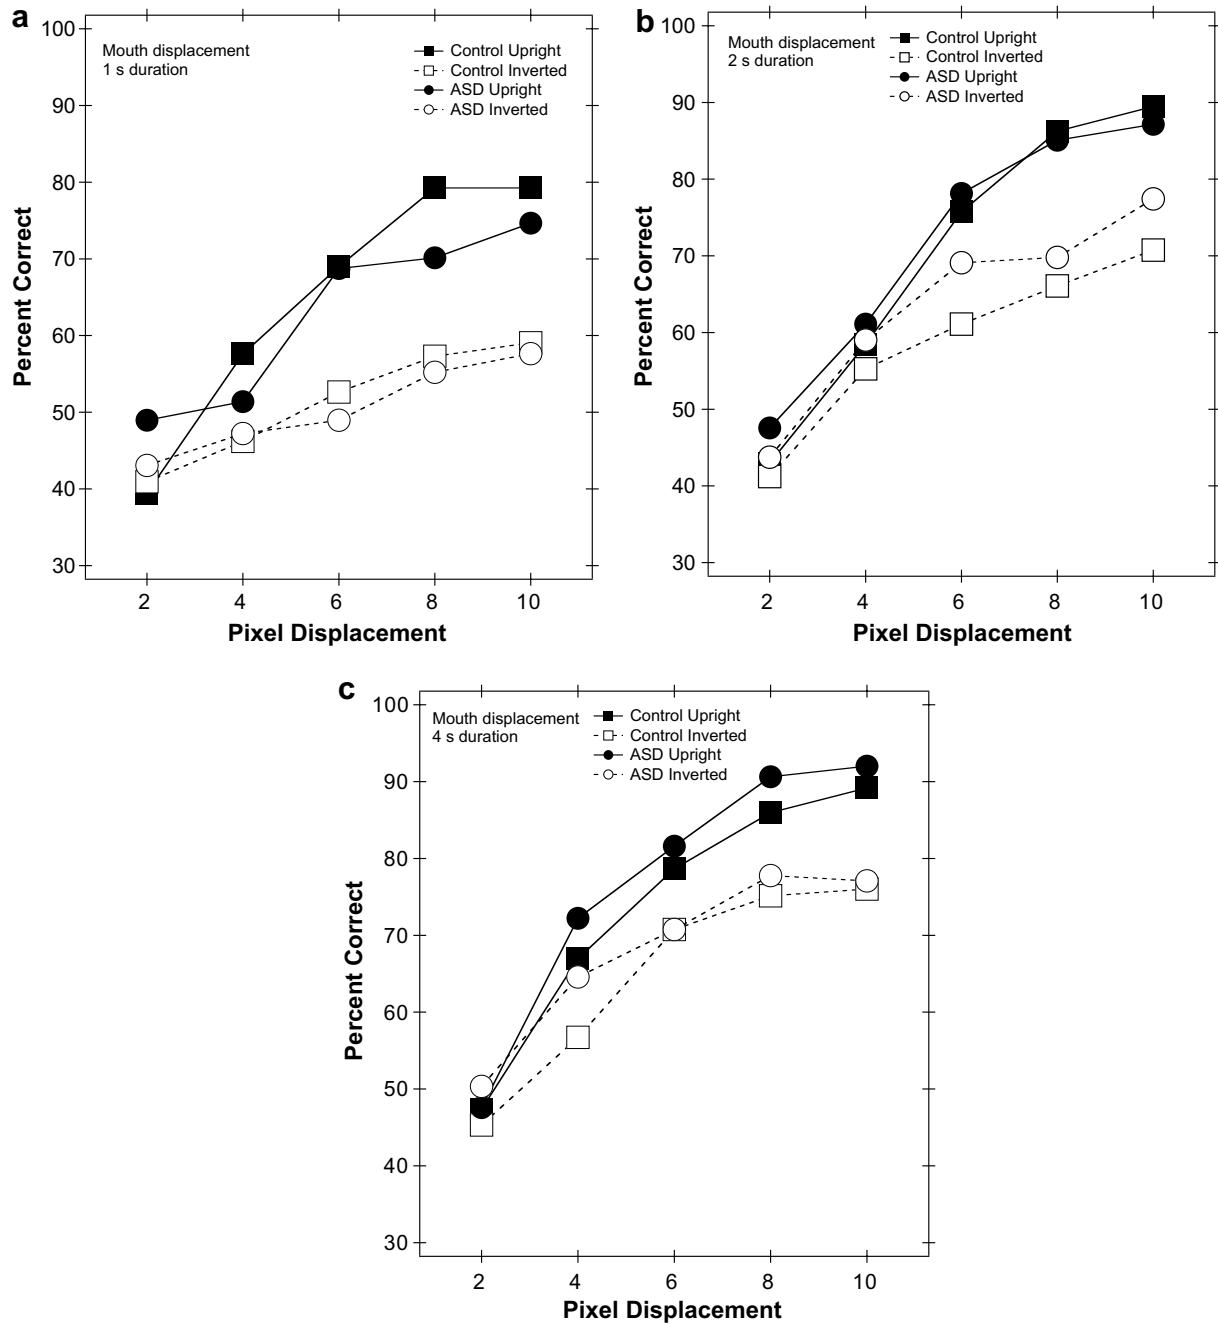 a
Mouth displacement
1 s duration
Control Upright
Control Inverted
ASD Upright
ASD Inverted
100
90
80
70
60
50
40
30
Percent Correct
2 4 6 8 10
Pixel Displacement
b
Mouth displacement
2 s duration
Control Upright
Control Inverted
ASD Upright
ASD Inverted
100
90
80
70
60
50
40
30
Percent Correct
2 4 6 8 10
Pixel Displacement
c
Mouth displacement
4 s duration
Control Upright
Control Inverted
ASD Upright
ASD Inverted
100
90
80
70
60
50
40
30
Percent Correct
2 4 6 8 10
Pixel Displacement